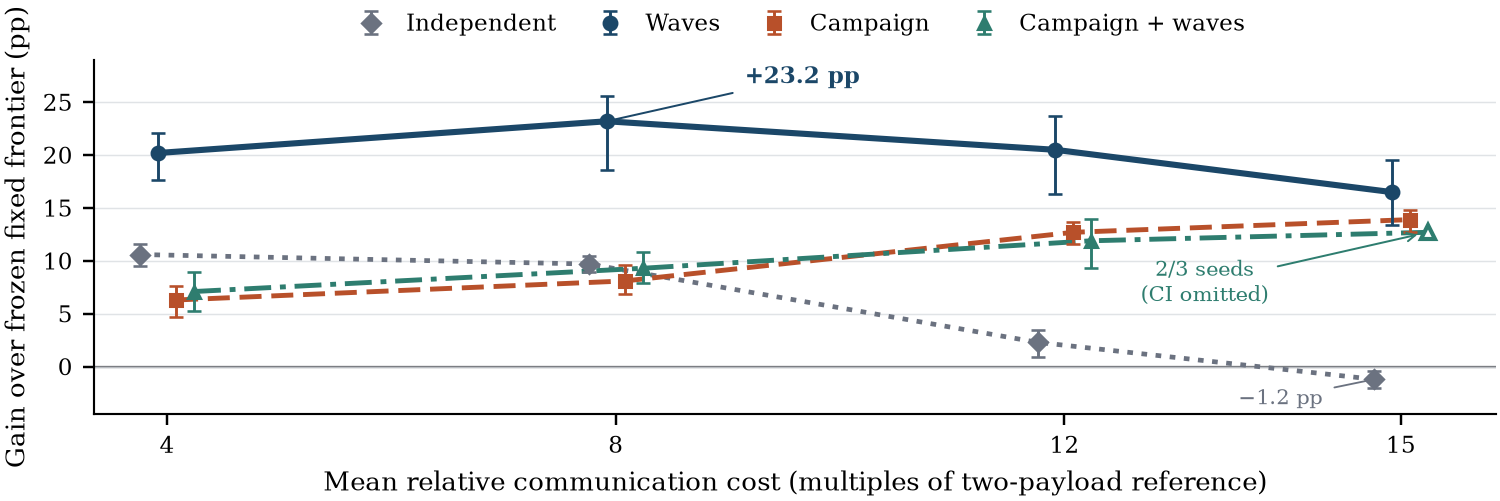 Independent
Waves
Campaign
Campaign + waves
Gain over frozen fixed frontier (pp)
25
20
15
10
5
0
+23.2 pp
2/3 seeds
(CI omitted)
−1.2 pp
4
8
12
15
Mean relative communication cost (multiples of two-payload reference)